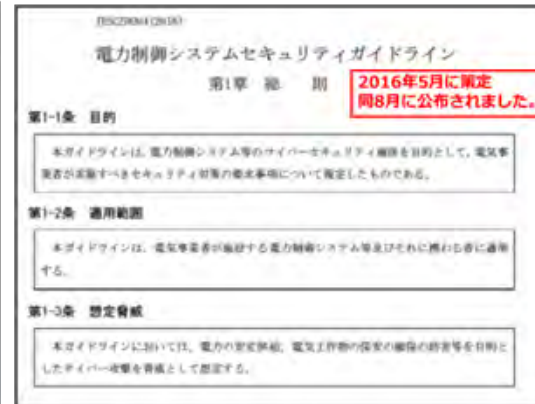 電力制御システムセキュリティガイドライン
第1章 総 則
2016年5月に策定
同8月に公布されました。
第1-1条 目的
本ガイドラインは、電力制御システム等のサイバーセキュリティ確保を目的として、電気事
業者が実施すべきセキュリティ対策の要求事項について規定したものである。
第1-2条 適用範囲
本ガイドラインは、電気事業者が施設する電力制御システム等及びそれに携わる者に適用
する。
第1-3条 想定脅威
本ガイドラインにおいては、電力の安定供給、電気工作物の保安の確保の妨害等を目的と
したサイバー攻撃を脅威として想定する。